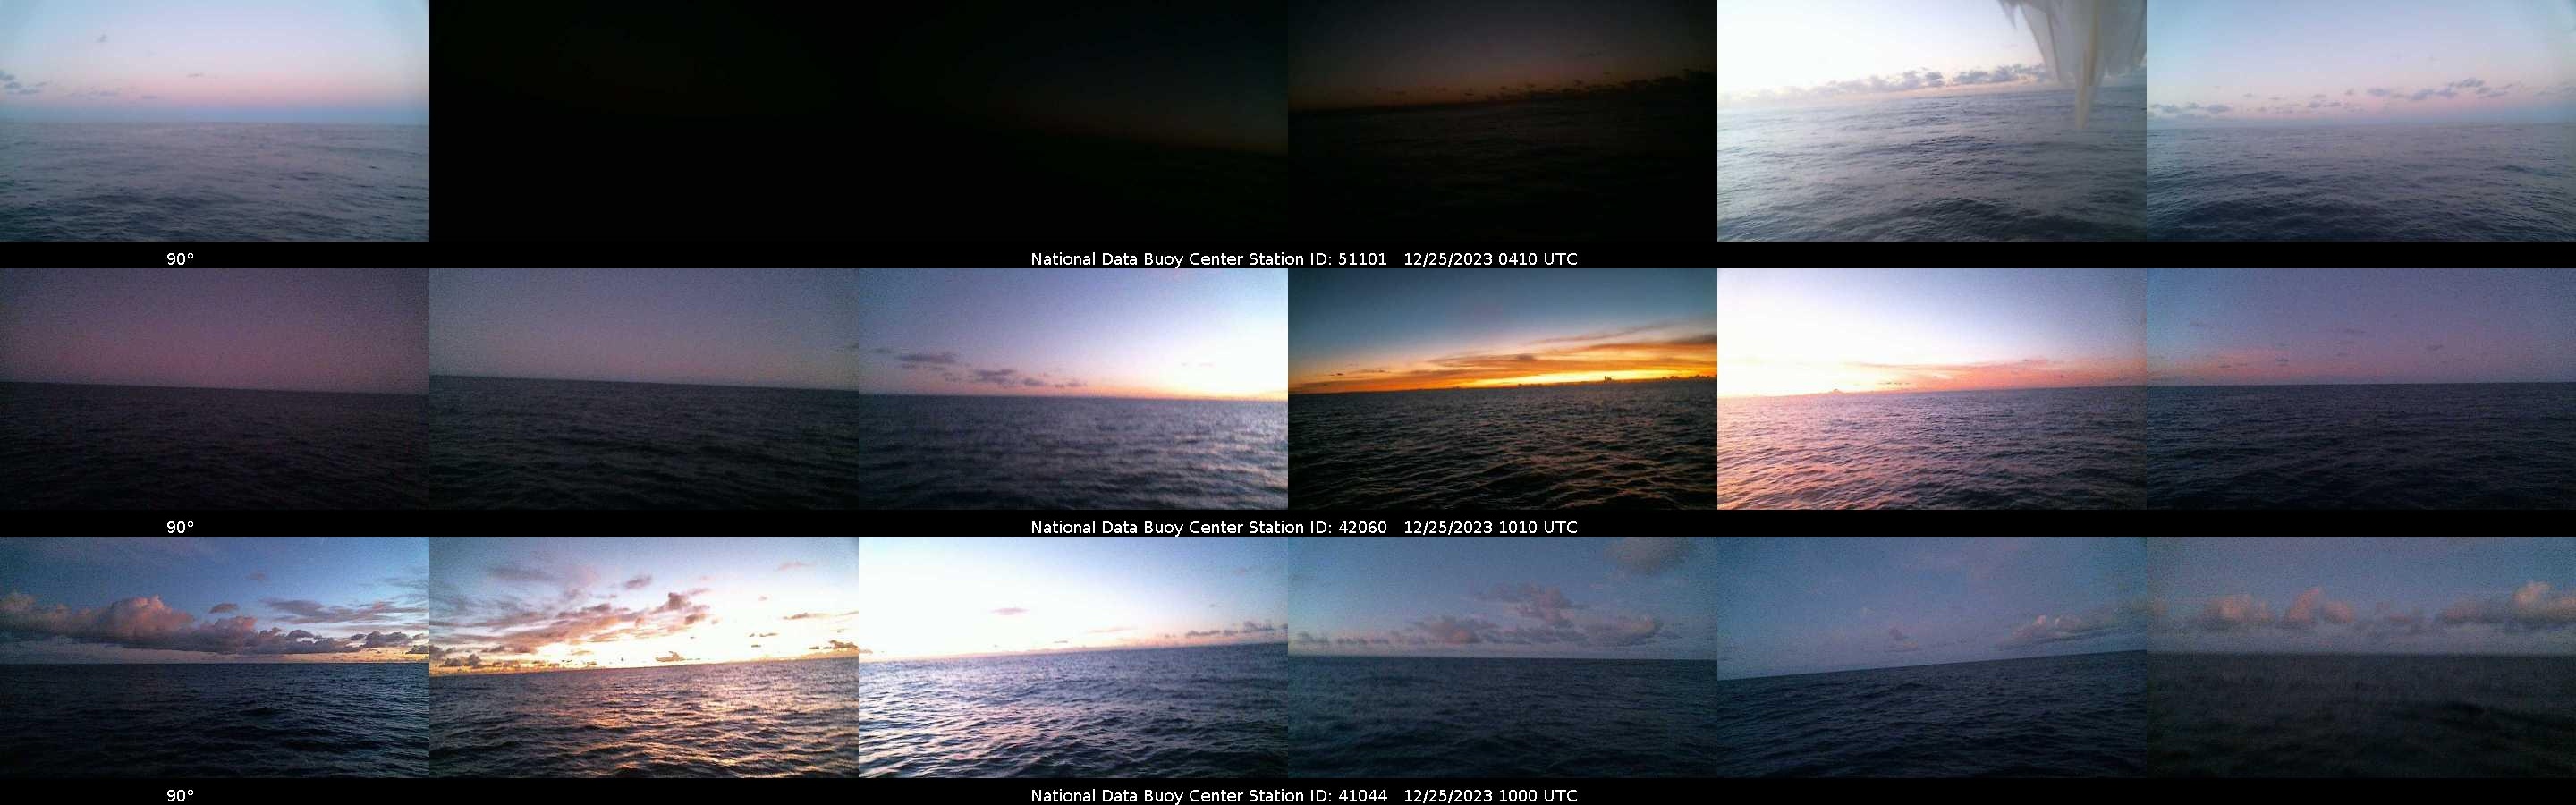 90° National Data Buoy Center Station ID: 51101 12/25/2023 0410 UTC
90° National Data Buoy Center Station ID: 42060 12/25/2023 1010 UTC
90° National Data Buoy Center Station ID: 41044 12/25/2023 1000 UTC